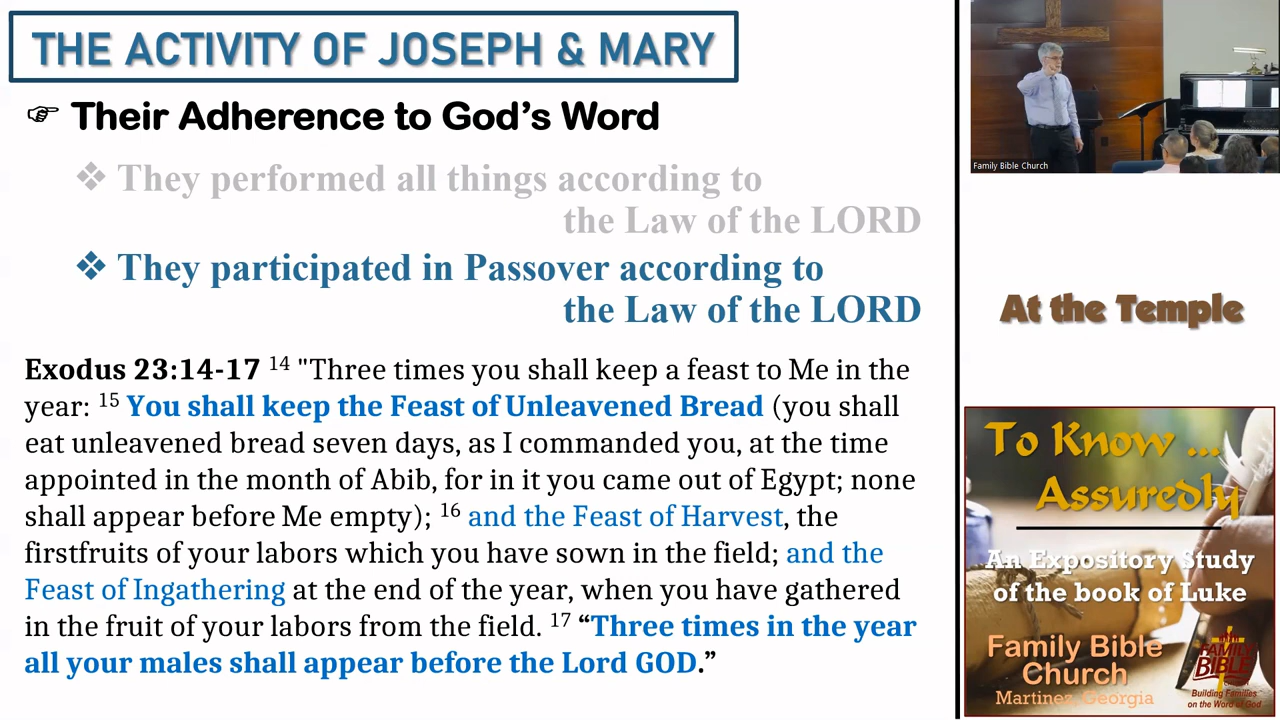 THE ACTIVITY OF JOSEPH & MARY
☞ Their Adherence to God's Word
❖ They performed all things according to
the Law of the LORD
❖ They participated in Passover according to
the Law of the LORD
Exodus 23:14-17 14 "Three times you shall keep a feast to Me in the
year: 15 You shall keep the Feast of Unleavened Bread (you shall
eat unleavened bread seven days, as I commanded you, at the time
appointed in the month of Abib, for in it you came out of Egypt; none
shall appear before Me empty); 16 and the Feast of Harvest, the
firstfruits of your labors which you have sown in the field; and the
Feast of Ingathering at the end of the year, when you have gathered
in the fruit of your labors from the field. 17 “Three times in the year
all your males shall appear before the Lord GOD.”
Family Bible Church
At the Temple
To Know ...
Assuredly
An Expository Study
of the book of Luke
Family Bible
Church
Martinez, Georgia
FAMILY
BIBLE
Building Families
on the Word of God